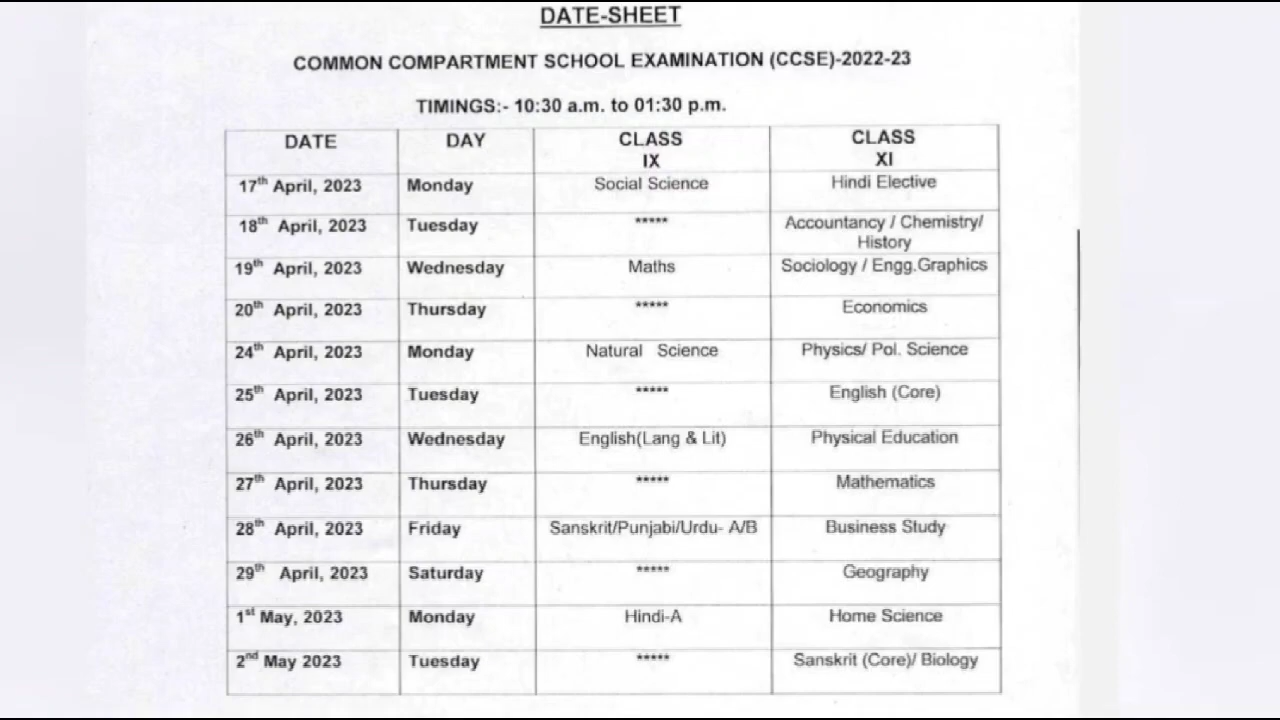 DATE-SHEET
COMMON COMPARTMENT SCHOOL EXAMINATION (CCSE)-2022-23
TIMINGS:- 10:30 a.m. to 01:30 p.m.
DATE DAY CLASS IX CLASS XI
17th April, 2023 Monday Social Science Hindi Elective
18th April, 2023 Tuesday ***** Accountancy / Chemistry/ History
19th April, 2023 Wednesday Maths Sociology / Engg.Graphics
20th April, 2023 Thursday ***** Economics
24th April, 2023 Monday Natural Science Physics/ Pol. Science
25th April, 2023 Tuesday ***** English (Core)
26th April, 2023 Wednesday English(Lang & Lit) Physical Education
27th April, 2023 Thursday ***** Mathematics
28th April, 2023 Friday Sanskrit/Punjabi/Urdu- A/B Business Study
29th April, 2023 Saturday ***** Geography
1st May, 2023 Monday Hindi-A Home Science
2nd May 2023 Tuesday ***** Sanskrit (Core)/ Biology